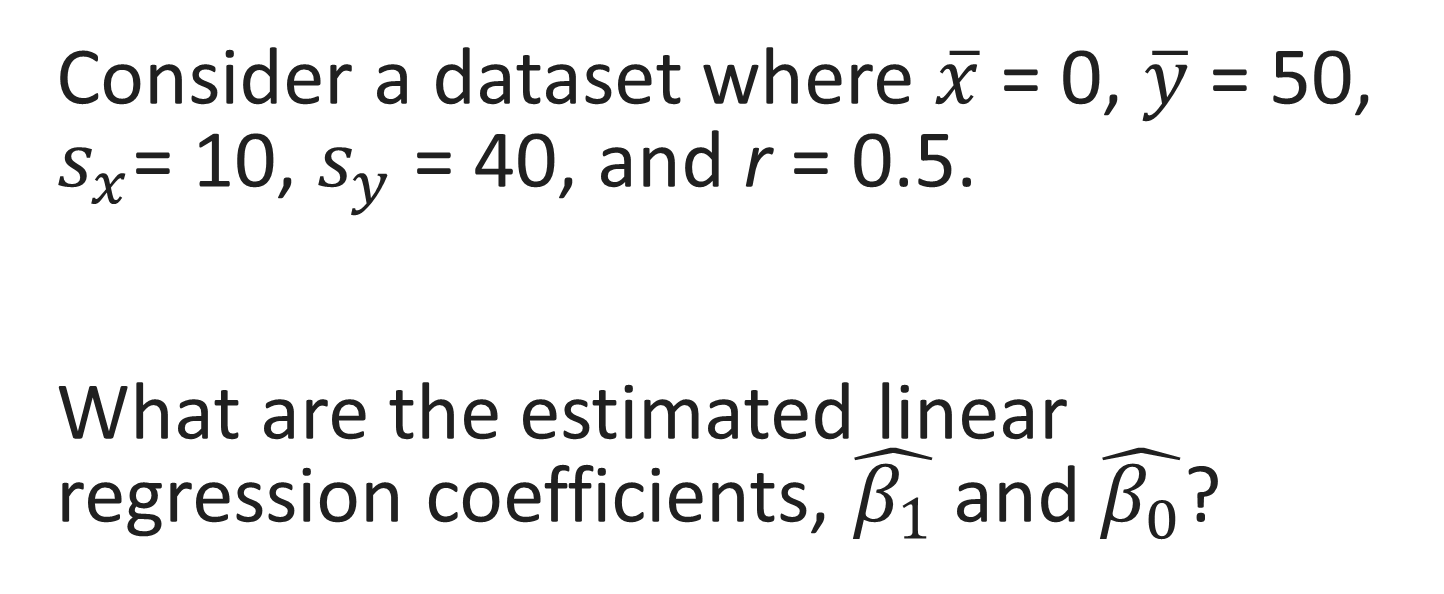 Consider a dataset where x̄ = 0, ȳ = 50,
sₓ= 10, s_y = 40, and r = 0.5.
What are the estimated linear
regression coefficients, β̂₁ and β̂₀?